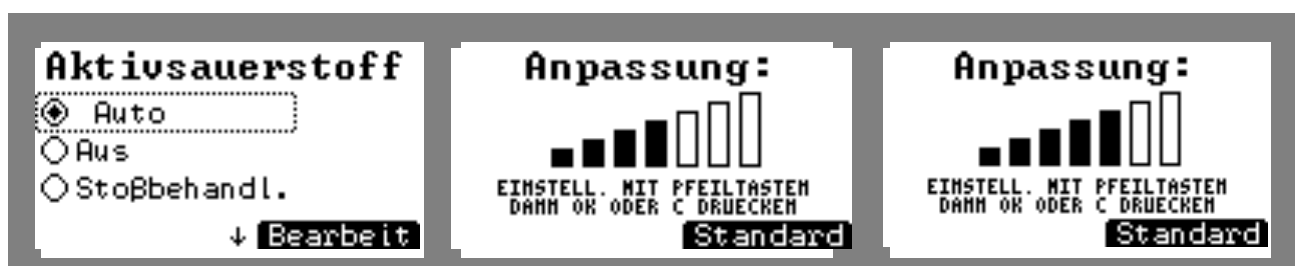 Aktivsauerstoff
Auto
Aus
Stoßbehandl.
↓ Bearbeit
Anpassung:
EINSTELL. MIT PFEILTASTEN
DANN OK ODER C DRUECKEN
Standard
Anpassung:
EINSTELL. MIT PFEILTASTEN
DANN OK ODER C DRUECKEN
Standard